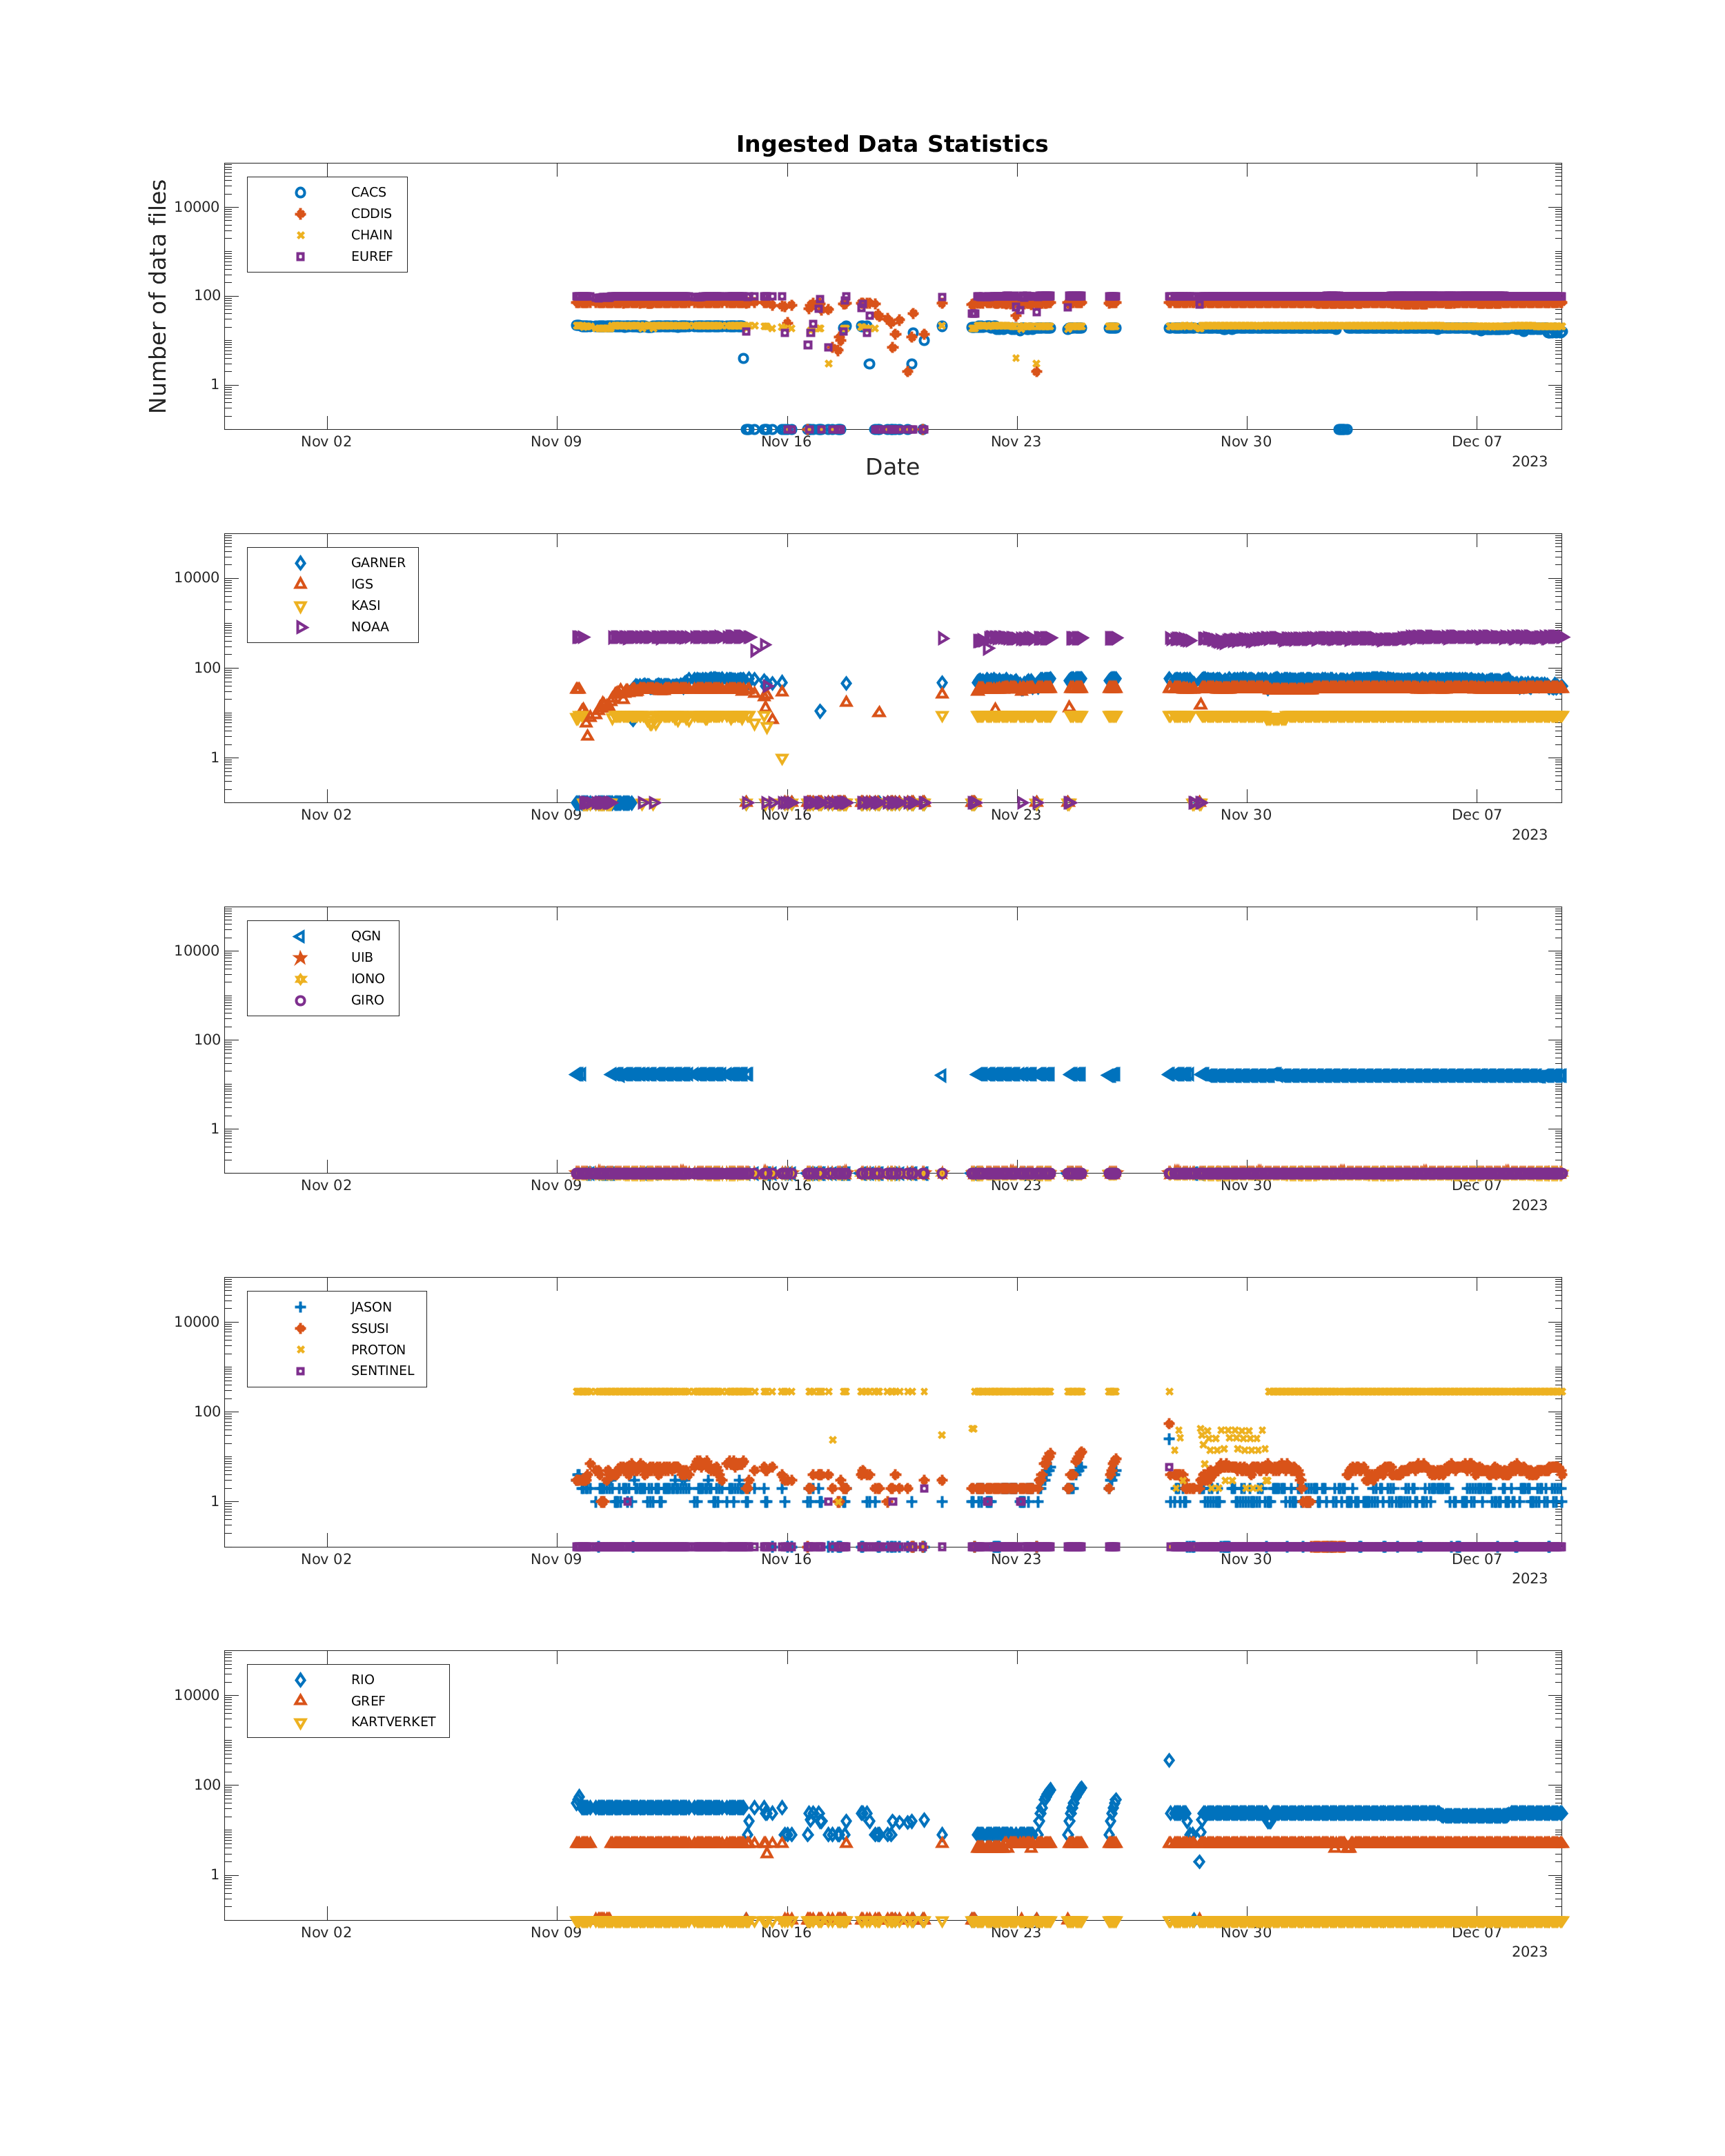 Ingested Data Statistics
Number of data files
10000
100
1
CACS
CDDIS
CHAIN
EUREF
Nov 02 Nov 09 Nov 16 Nov 23 Nov 30 Dec 07
2023
Date
10000
100
1
GARNER
IGS
KASI
NOAA
Nov 02 Nov 09 Nov 16 Nov 23 Nov 30 Dec 07
2023
10000
100
1
QGN
UIB
IONO
GIRO
Nov 02 Nov 09 Nov 16 Nov 23 Nov 30 Dec 07
2023
10000
100
1
JASON
SSUSI
PROTON
SENTINEL
Nov 02 Nov 09 Nov 16 Nov 23 Nov 30 Dec 07
2023
10000
100
1
RIO
GREF
KARTVERKET
Nov 02 Nov 09 Nov 16 Nov 23 Nov 30 Dec 07
2023